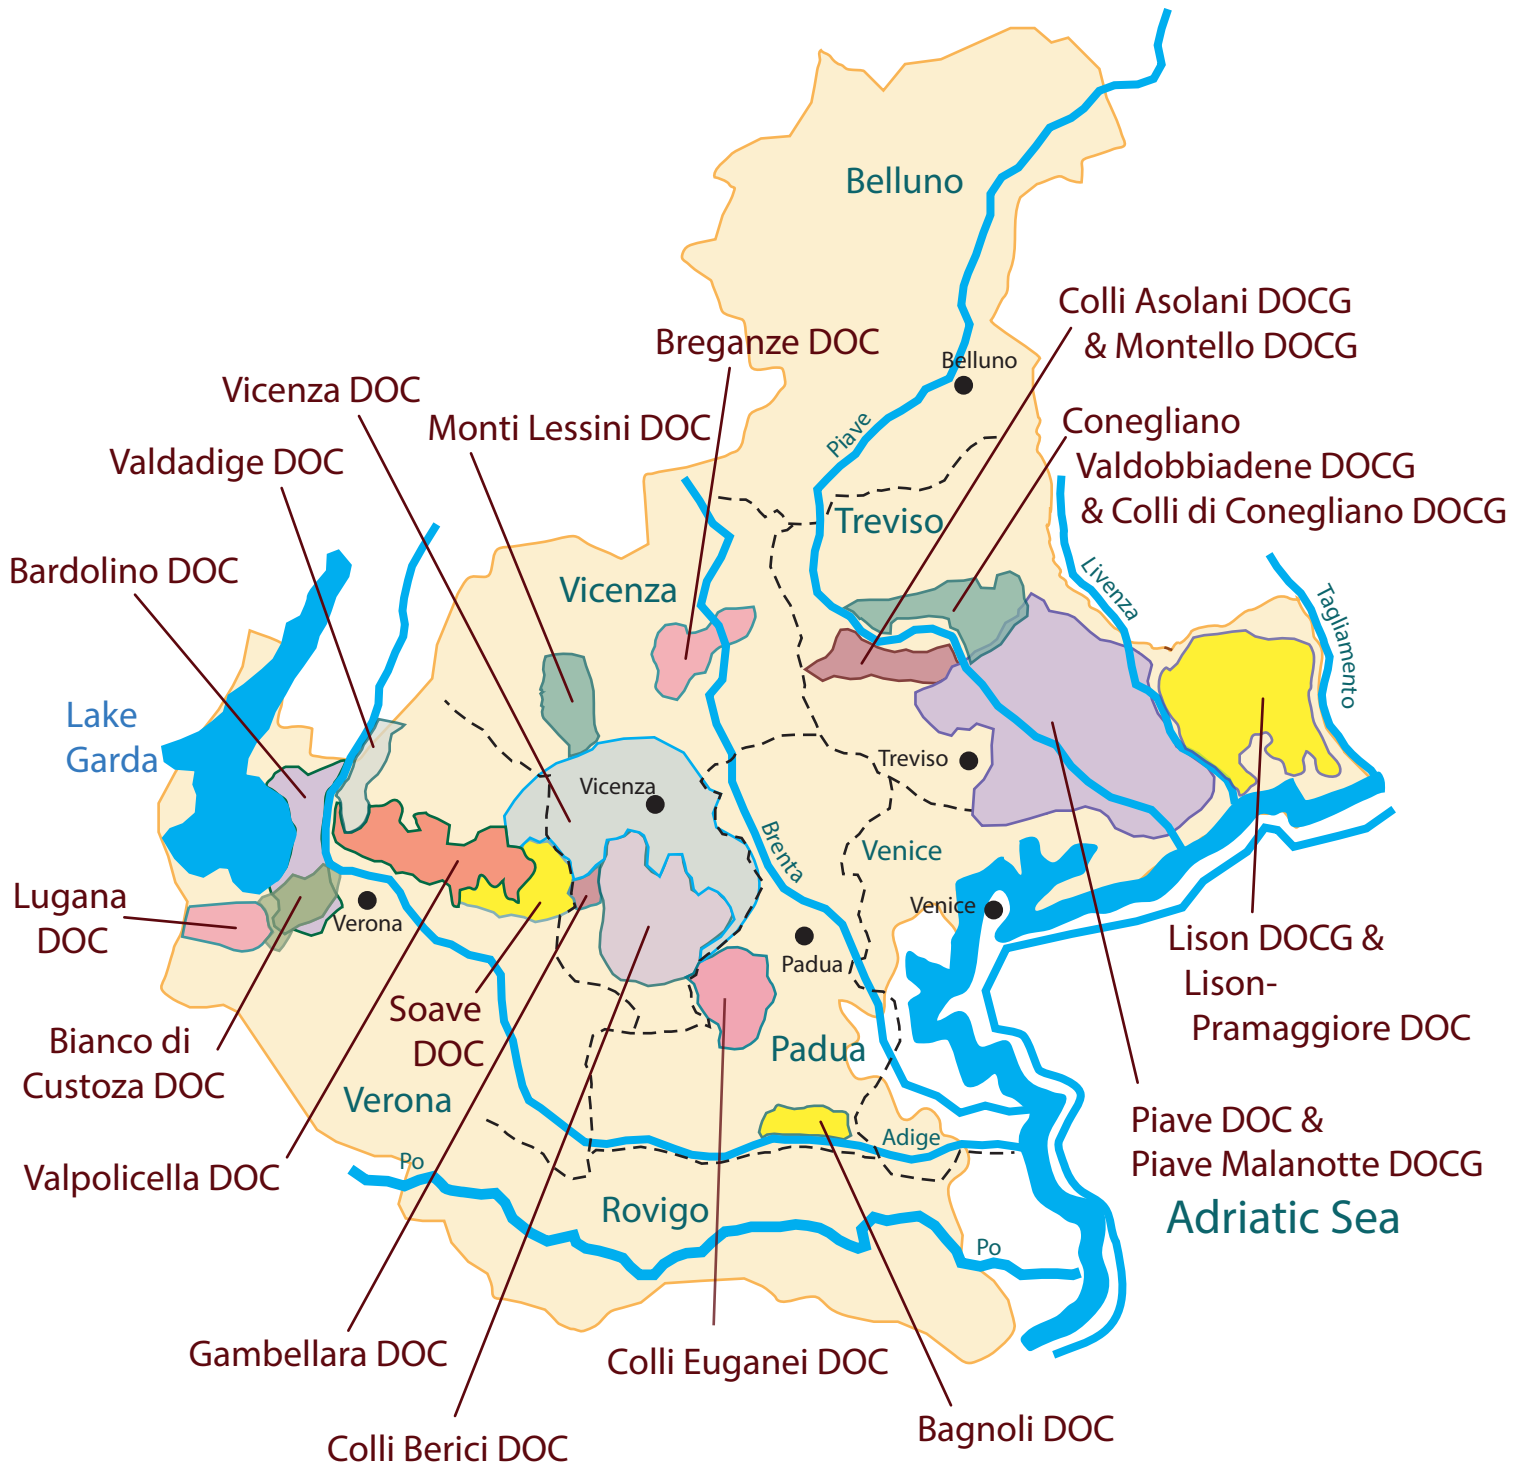 Belluno
Colli Asolani DOCG
& Montello DOCG
Breganze DOC
Belluno
Vicenza DOC
Monti Lessini DOC
Piave
Conegliano
Valdobbiadene DOCG
& Colli di Conegliano DOCG
Valdadige DOC
Treviso
Bardolino DOC
Vicenza
Livenza
Tagliamento
Lake
Garda
Treviso
Vicenza
Brenta
Venice
Lugana
DOC
Verona
Venice
Padua
Lison DOCG &
Lison-
Pramaggiore DOC
Soave
DOC
Bianco di
Custoza DOC
Padua
Verona
Piave DOC &
Piave Malanotte DOCG
Adige
Valpolicella DOC
Po
Rovigo
Adriatic Sea
Po
Gambellara DOC
Colli Euganei DOC
Bagnoli DOC
Colli Berici DOC